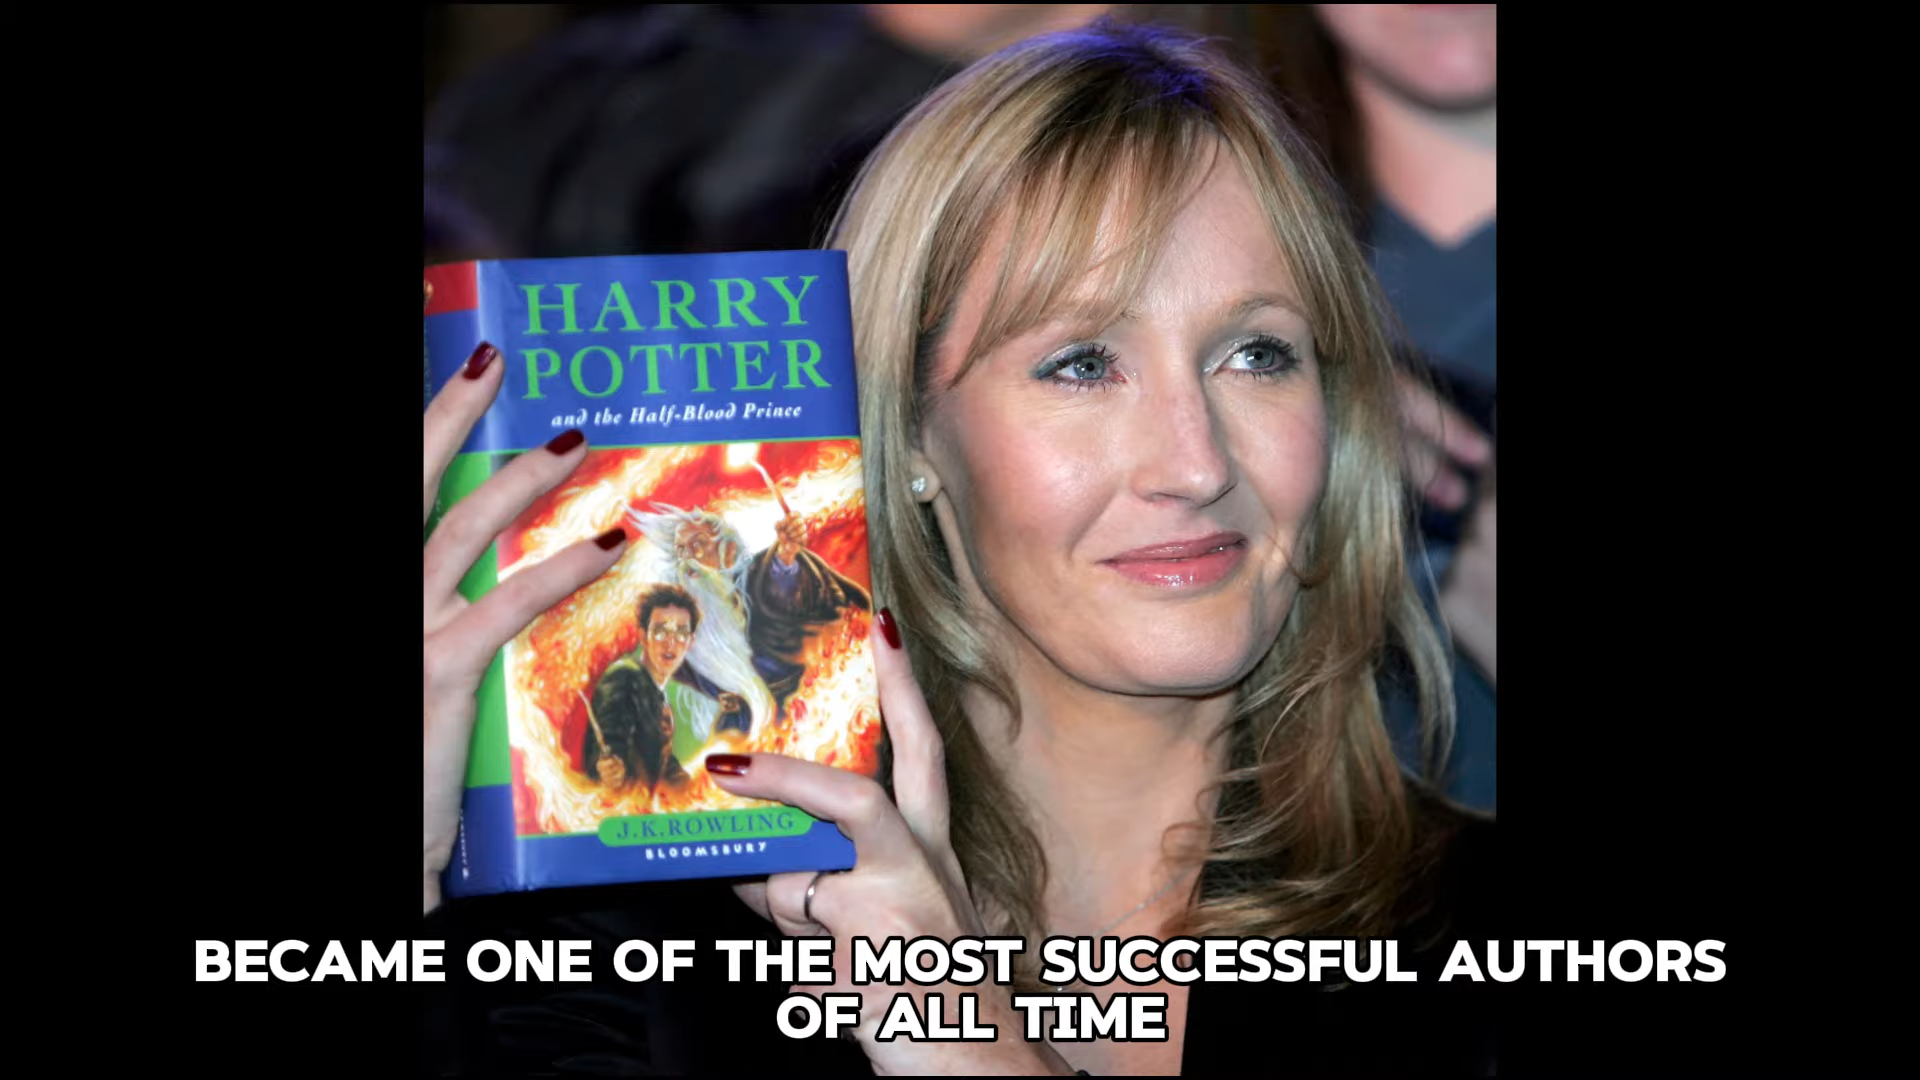 HARRY
POTTER
and the Half-Blood Prince
J.K.ROWLING
BLOOMSBURY
BECAME ONE OF THE MOST SUCCESSFUL AUTHORS
OF ALL TIME